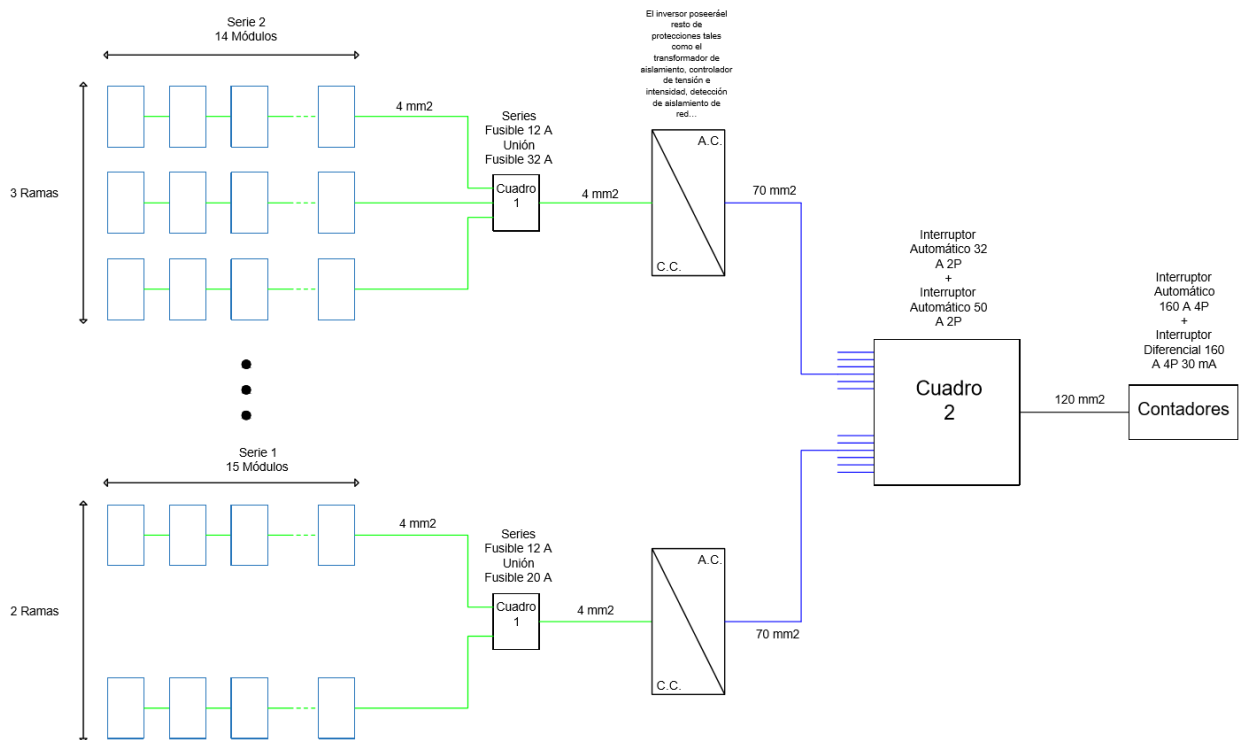 Serie 2
14 Módulos
3 Ramas
4 mm2
Series
Fusible 12 A
Unión
Fusible 32 A
Cuadro
1
4 mm2
El inversor poseeráel
resto de
protecciones tales
como el
transformador de
aislamiento, controlador
de tensión e
intensidad, detección
de aislamiento de
red...
A.C.
C.C.
70 mm2
Interruptor
Automático 32
A 2P
+
Interruptor
Automático 50
A 2P
Cuadro
2
120 mm2
Interruptor
Automático
160 A 4P
+
Interruptor
Diferencial 160
A 4P 30 mA
Contadores
Serie 1
15 Módulos
2 Ramas
4 mm2
Series
Fusible 12 A
Unión
Fusible 20 A
Cuadro
1
4 mm2
A.C.
C.C.
70 mm2